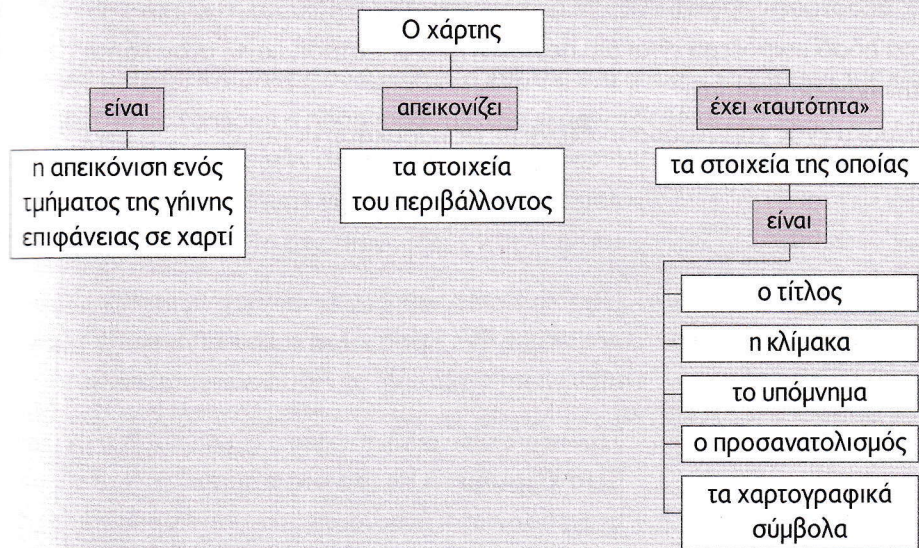 Ο χάρτης
είναι
η απεικόνιση ενός
τμήματος της γήινης
επιφάνειας σε χαρτί
απεικονίζει
τα στοιχεία
του περιβάλλοντος
έχει «ταυτότητα»
τα στοιχεία της οποίας
είναι
ο τίτλος
η κλίμακα
το υπόμνημα
ο προσανατολισμός
τα χαρτογραφικά
σύμβολα